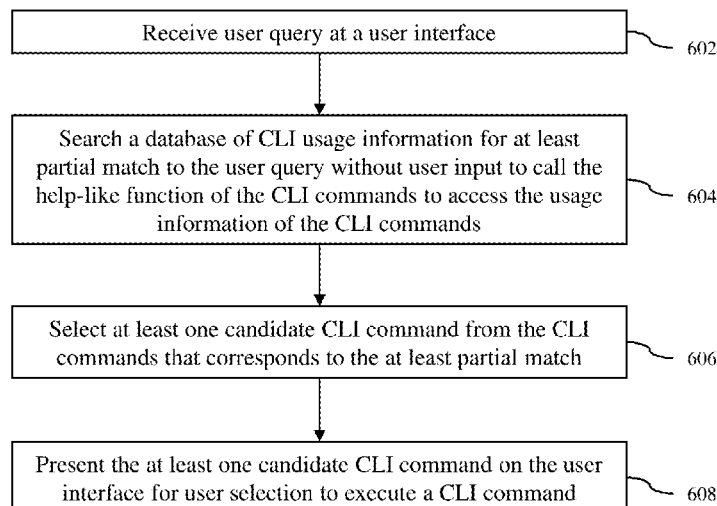 Receive user query at a user interface
602
Search a database of CLI usage information for at least
partial match to the user query without user input to call the
help-like function of the CLI commands to access the usage
information of the CLI commands
604
Select at least one candidate CLI command from the CLI
commands that corresponds to the at least partial match
606
Present the at least one candidate CLI command on the user
interface for user selection to execute a CLI command
608